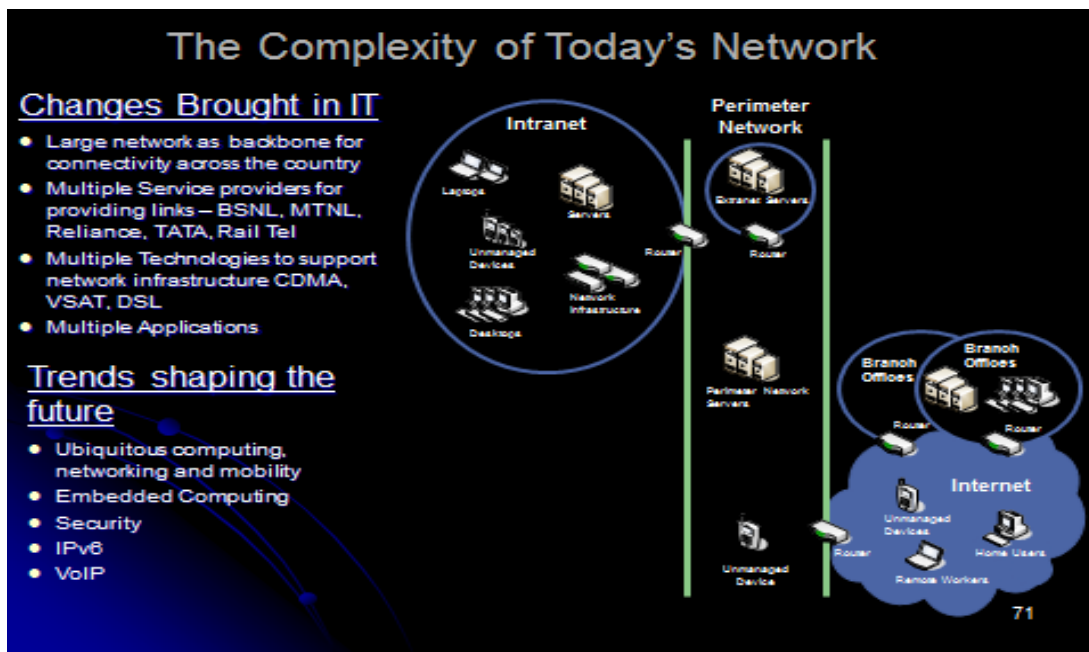 The Complexity of Today's Network
Changes Brought in IT
Large network as backbone for
connectivity across the country
Multiple Service providers for
providing links – BSNL, MTNL,
Reliance, TATA, Rail Tel
Multiple Technologies to support
network infrastructure CDMA,
VSAT, DSL
Multiple Applications
Trends shaping the
future
Ubiquitous computing,
networking and mobility
Embedded Computing
Security
IPv6
VoIP
Intranet
Laptops
Servers
Unmanaged
Devices
Network
Infrastructure
Desktops
Router
Perimeter
Network
Extranet Servers
Router
Perimeter Network
Servers
Unmanaged
Device
Router
Branch
Offices
Router
Branch
Offices
Router
Internet
Unmanaged
Devices
Home Users
Remote Workers
71